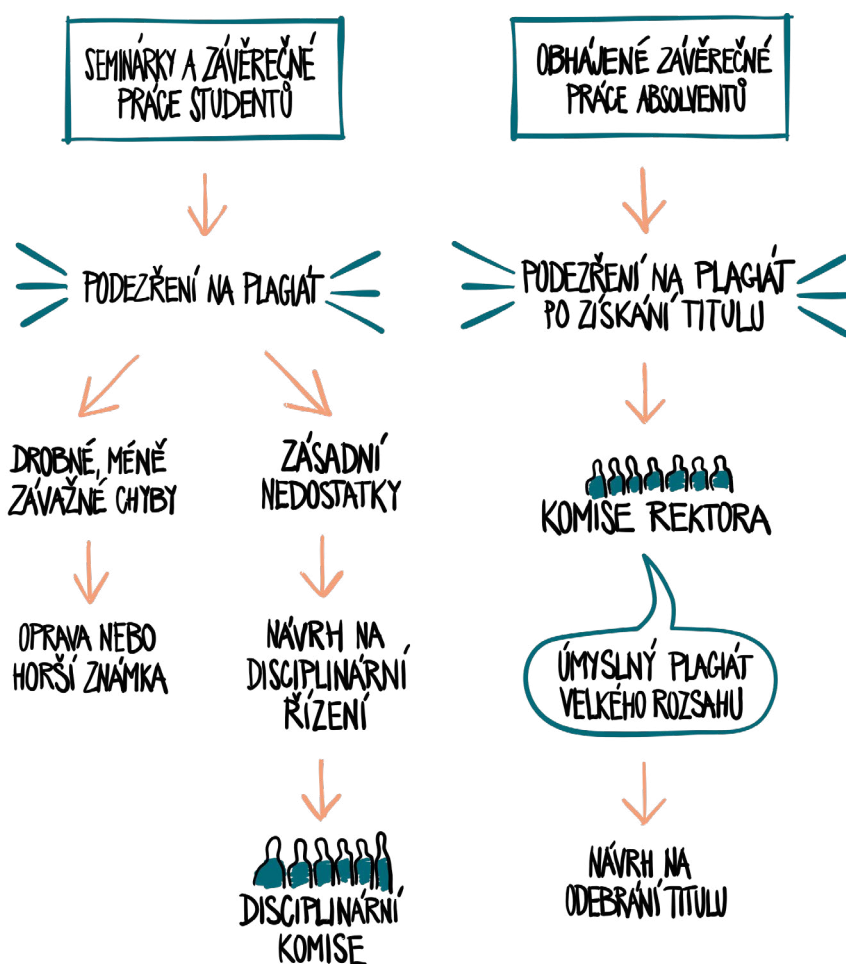 SEMINÁRKY A ZÁVĚREČNÉ
PRÁCE STUDENTŮ
PODEZŘENÍ NA PLAGIÁT
DROBNÉ, MÉNĚ
ZÁVAŽNÉ CHYBY
OPRAVA NEBO
HORŠÍ ZNÁMKA
ZÁSADNÍ
NEDOSTATKY
NÁVRH NA
DISCIPLINÁRNÍ
ŘÍZENÍ
DISCIPLINÁRNÍ
KOMISE
OBHÁJENÉ ZÁVĚREČNÉ
PRÁCE ABSOLVENTŮ
PODEZŘENÍ NA PLAGIÁT
PO ZÍSKÁNÍ TITULU
KOMISE REKTORA
ÚMYSLNÝ PLAGIÁT
VELKÉHO ROZSAHU
NÁVRH NA
ODEBRÁNÍ TITULU